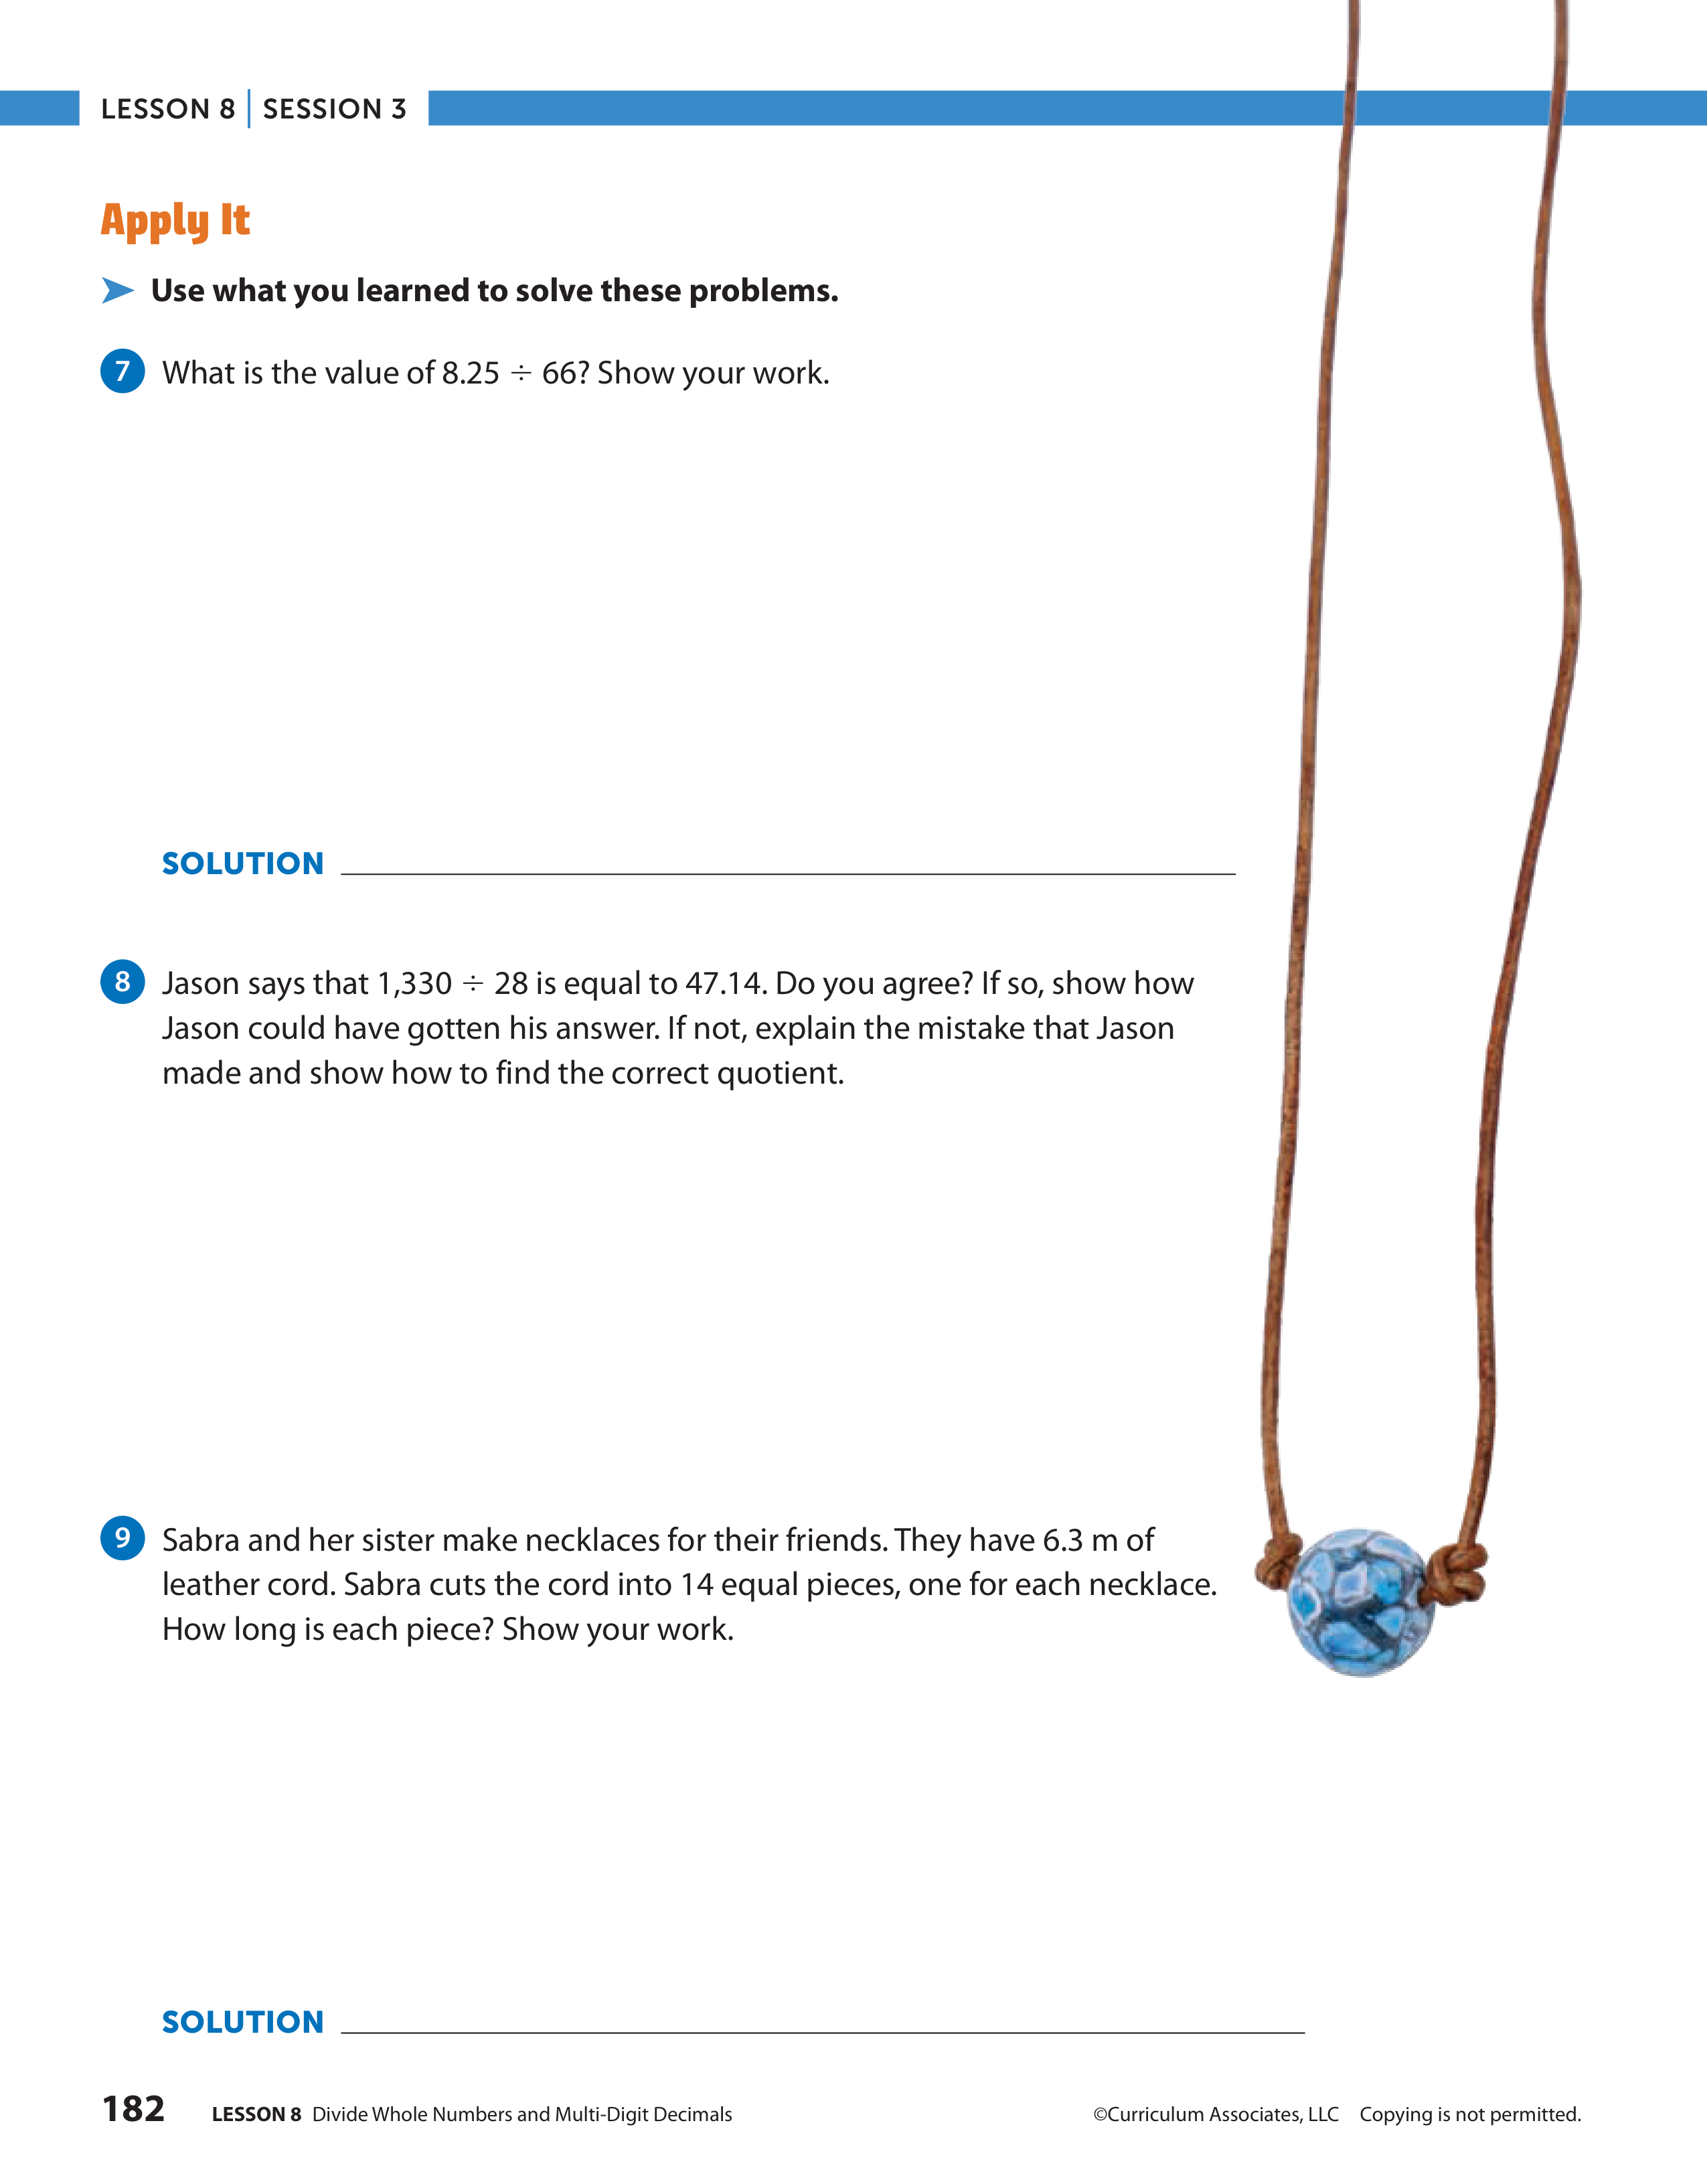 LESSON 8 | SESSION 3
Apply It
Use what you learned to solve these problems.
7 What is the value of 8.25 ÷ 66? Show your work.
SOLUTION
8 Jason says that 1,330 ÷ 28 is equal to 47.14. Do you agree? If so, show how
Jason could have gotten his answer. If not, explain the mistake that Jason
made and show how to find the correct quotient.
9 Sabra and her sister make necklaces for their friends. They have 6.3 m of
leather cord. Sabra cuts the cord into 14 equal pieces, one for each necklace.
How long is each piece? Show your work.
SOLUTION
182 LESSON 8 Divide Whole Numbers and Multi-Digit Decimals ©Curriculum Associates, LLC Copying is not permitted.